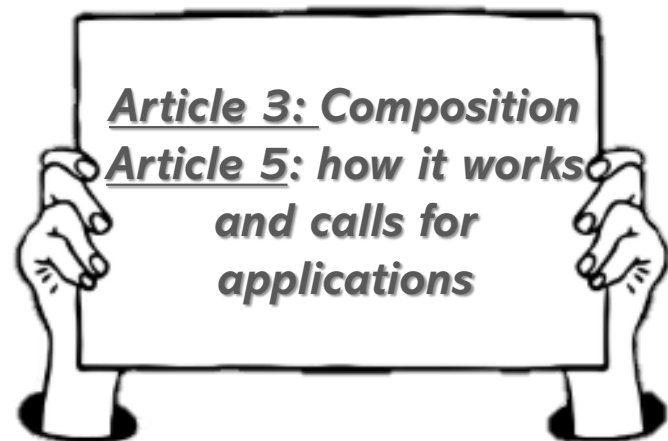 Article 3: Composition
Article 5: how it works
and calls for
applications